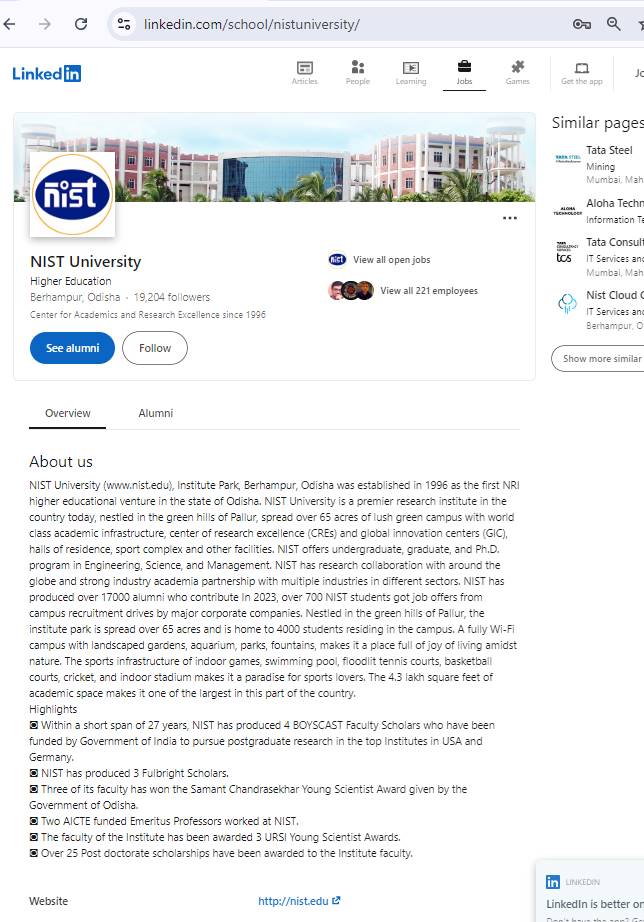 linkedin.com/school/nistuniversity/
Linked in
Articles
People
Learning
Jobs
Games
Get the app
nist
NIST University
Higher Education
Berhampur, Odisha · 19,204 followers
Center for Academics and Research Excellence since 1996
See alumni
Follow
nist
View all open jobs
View all 221 employees
Similar pages
TATA STEEL
Tata Steel
Mining
Mumbai, Mah
ALOHA TECHNOLOGY
Aloha Techn
Information Te
TATA CONSULTANCY SERVICES
tcs
Tata Consult
IT Services and
Mumbai, Mah
Nist Cloud C
IT Services and
Berhampur, O
Show more similar
Overview
Alumni
About us
NIST University (www.nist.edu), Institute Park, Berhampur, Odisha was established in 1996 as the first NRI
higher educational venture in the state of Odisha. NIST University is a premier research institute in the
country today, nestled in the green hills of Pallur, spread over 65 acres of lush green campus with world
class academic infrastructure, center of research excellence (CREs) and global innovation centers (GIC),
halls of residence, sport complex and other facilities. NIST offers undergraduate, graduate, and Ph.D.
program in Engineering, Science, and Management. NIST has research collaboration with around the
globe and strong industry academia partnership with multiple industries in different sectors. NIST has
produced over 17000 alumni who contribute In 2023, over 700 NIST students got job offers from
campus recruitment drives by major corporate companies. Nestled in the green hills of Pallur, the
institute park is spread over 65 acres and is home to 4000 students residing in the campus. A fully Wi-Fi
campus with landscaped gardens, aquarium, parks, fountains, makes it a place full of joy of living amidst
nature. The sports infrastructure of indoor games, swimming pool, floodlit tennis courts, basketball
courts, cricket, and indoor stadium makes it a paradise for sports lovers. The 4.3 lakh square feet of
academic space makes it one of the largest in this part of the country.
Highlights
◙ Within a short span of 27 years, NIST has produced 4 BOYSCAST Faculty Scholars who have been
funded by Government of India to pursue postgraduate research in the top Institutes in USA and
Germany.
◙ NIST has produced 3 Fulbright Scholars.
◙ Three of its faculty has won the Samant Chandrasekhar Young Scientist Award given by the
Government of Odisha.
◙ Two AICTE funded Emeritus Professors worked at NIST.
◙ The faculty of the Institute has been awarded 3 URSI Young Scientist Awards.
◙ Over 25 Post doctorate scholarships have been awarded to the Institute faculty.
Website
http://nist.edu
in LINKEDIN
LinkedIn is better on